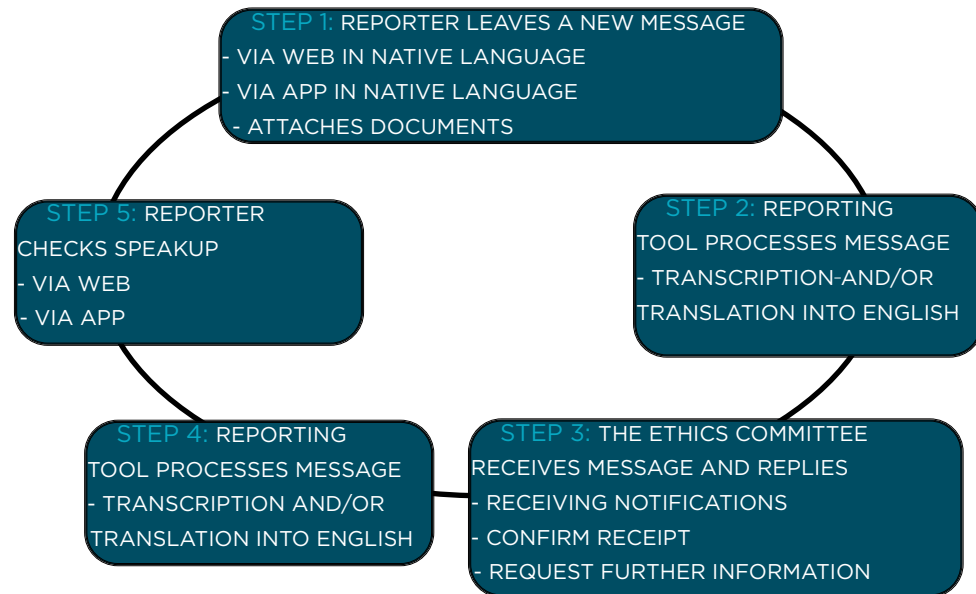 STEP 1: REPORTER LEAVES A NEW MESSAGE
- VIA WEB IN NATIVE LANGUAGE
- VIA APP IN NATIVE LANGUAGE
- ATTACHES DOCUMENTS
STEP 2: REPORTING
TOOL PROCESSES MESSAGE
- TRANSCRIPTION-AND/OR
TRANSLATION INTO ENGLISH
STEP 3: THE ETHICS COMMITTEE
RECEIVES MESSAGE AND REPLIES
- RECEIVING NOTIFICATIONS
- CONFIRM RECEIPT
- REQUEST FURTHER INFORMATION
STEP 4: REPORTING
TOOL PROCESSES MESSAGE
- TRANSCRIPTION AND/OR
TRANSLATION INTO ENGLISH
STEP 5: REPORTER
CHECKS SPEAKUP
- VIA WEB
- VIA APP